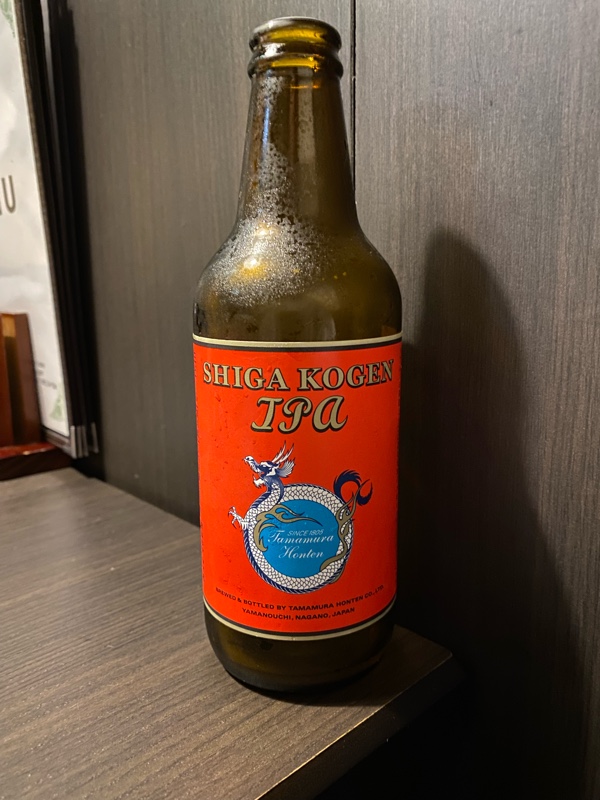 SHIGA KOGEN
IPA
SINCE 1805
Tamamura
Honten
BREWED & BOTTLED BY TAMAMURA HONTEN CO., LTD.
YAMANOUCHI, NAGANO, JAPAN